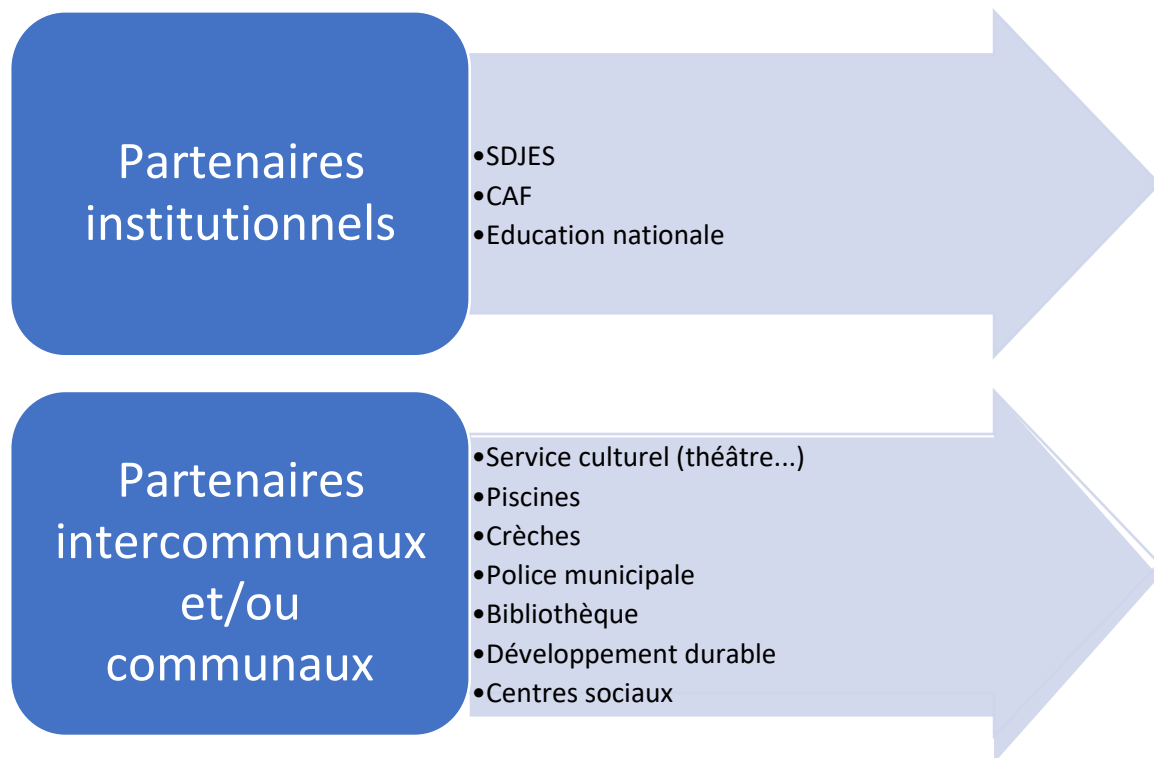 Partenaires
institutionnels
•SDJES
•CAF
•Education nationale
Partenaires
intercommunaux
et/ou
communaux
•Service culturel (théâtre...)
•Piscines
•Crèches
•Police municipale
•Bibliothèque
•Développement durable
•Centres sociaux